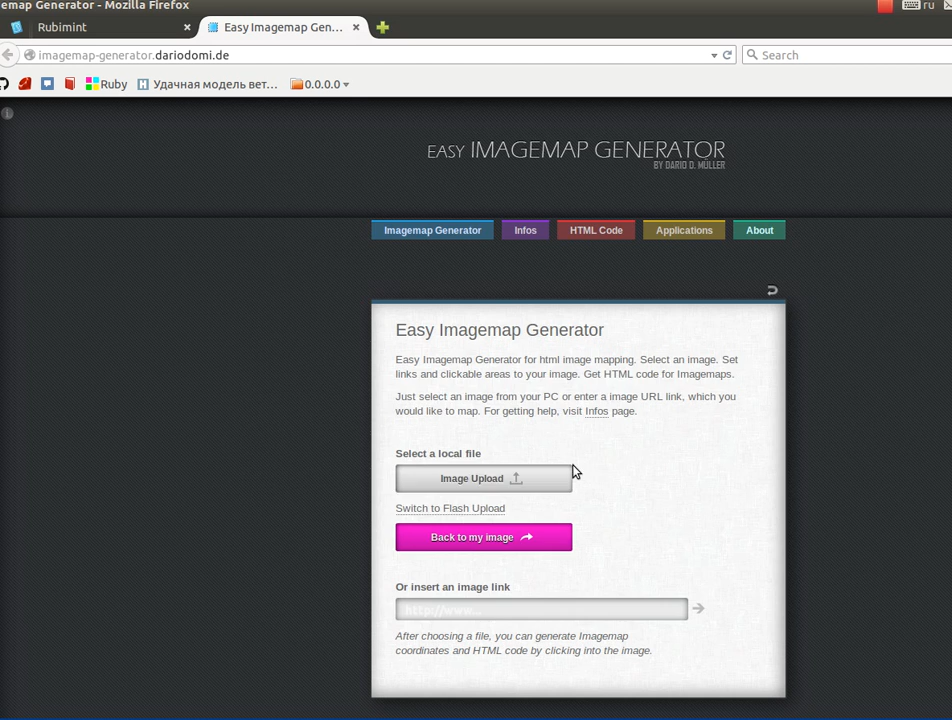 emap Generator - Mozilla Firefox
ru
Rubimint
Easy Imagemap Gen...
imagemap-generator.dariodomi.de
Search
Ruby
Удачная модель вет...
0.0.0.0
EASY IMAGEMAP GENERATOR
BY DARIO D. MÜLLER
Imagemap Generator
Infos
HTML Code
Applications
About
Easy Imagemap Generator
Easy Imagemap Generator for html image mapping. Select an image. Set
links and clickable areas to your image. Get HTML code for Imagemaps.
Just select an image from your PC or enter a image URL link, which you
would like to map. For getting help, visit Infos page.
Select a local file
Image Upload
Switch to Flash Upload
Back to my image
Or insert an image link
http://www...
After choosing a file, you can generate Imagemap
coordinates and HTML code by clicking into the image.